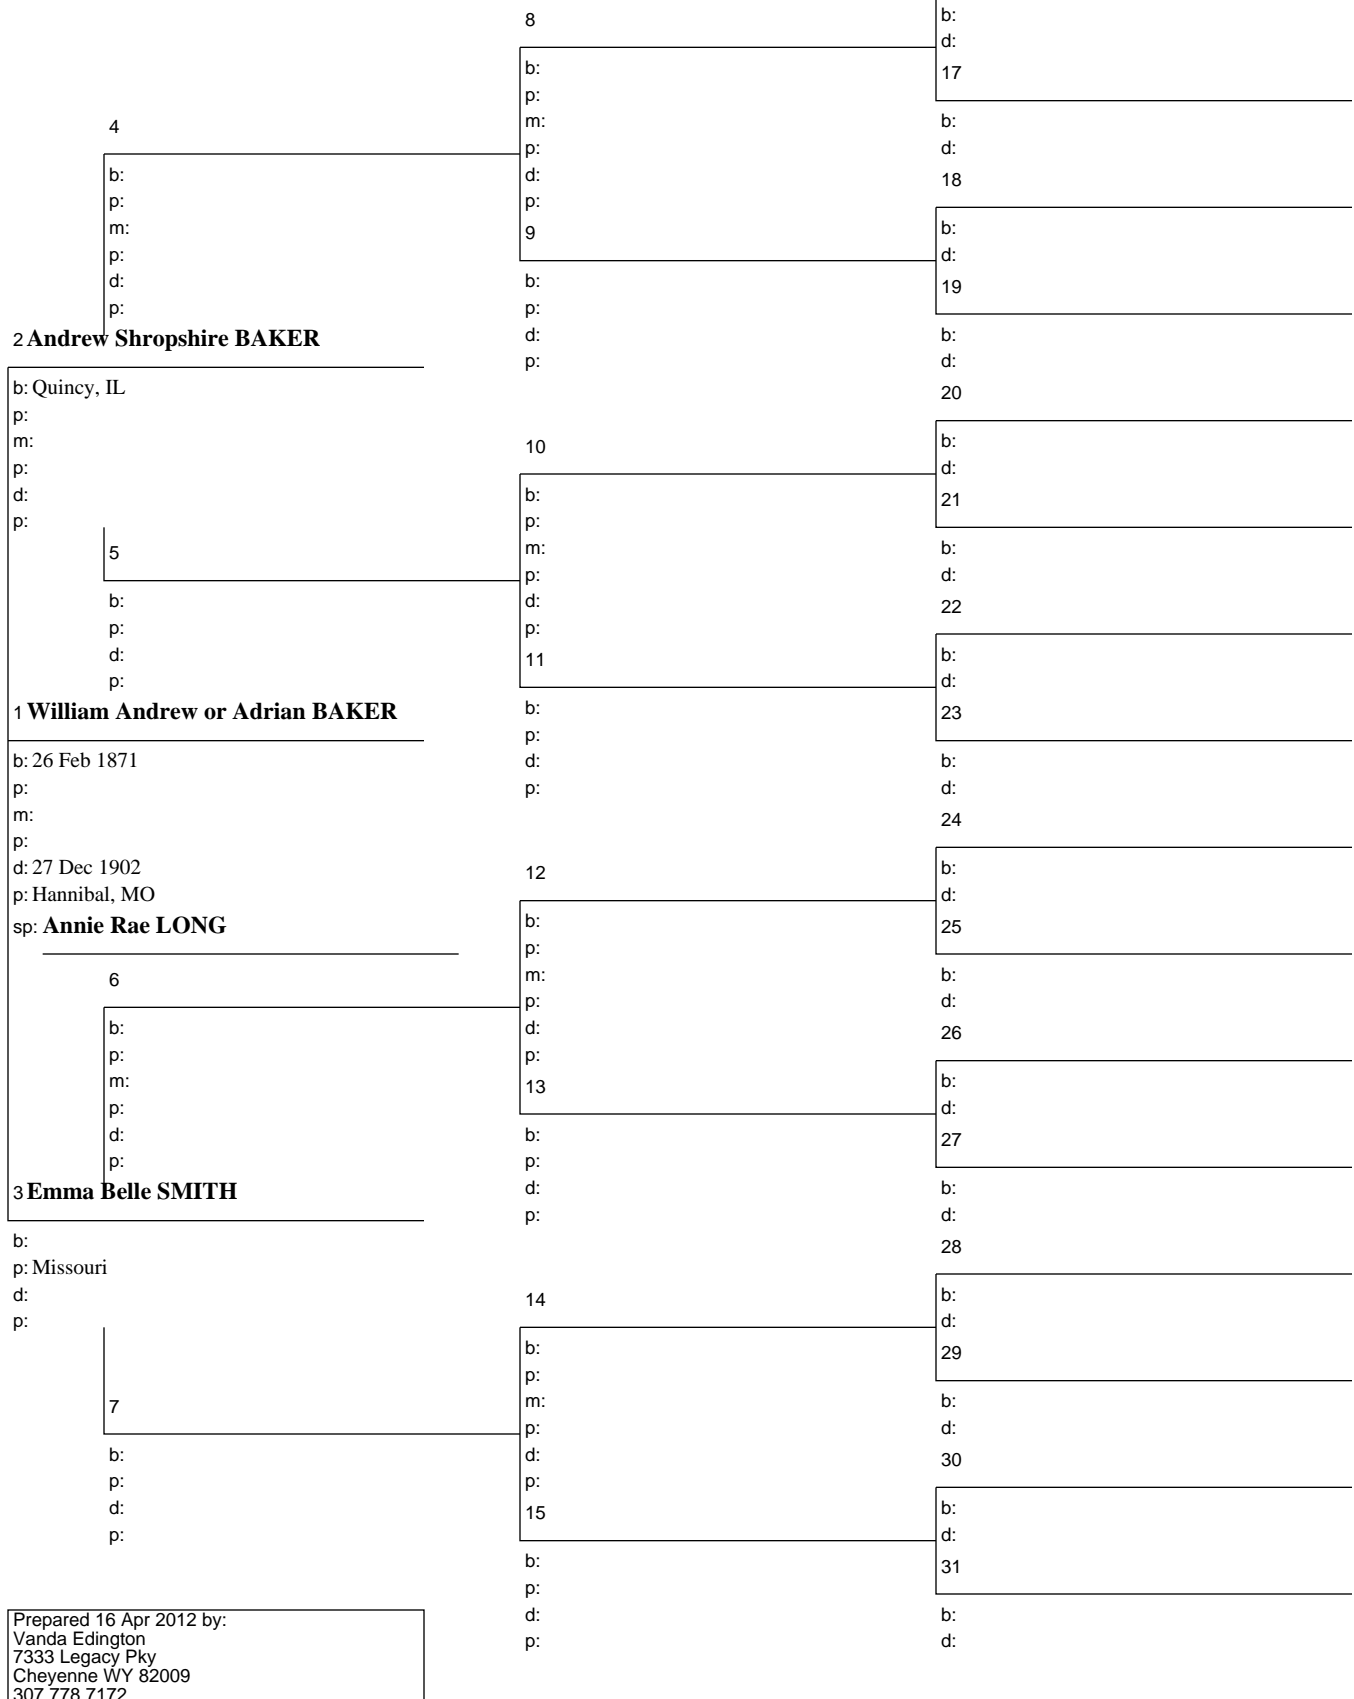 8
b:
p:
m:
p:
d:
p:
9
b:
p:
d:
p:
b:
d:
17
b:
d:
18
b:
d:
19
b:
d:
4
b:
p:
m:
p:
d:
p:
2 Andrew Shropshire BAKER
b: Quincy, IL
p:
m:
p:
d:
p:
5
b:
p:
d:
p:
10
b:
p:
m:
p:
d:
p:
11
b:
p:
d:
p:
20
b:
d:
21
b:
d:
22
b:
d:
23
b:
d:
1 William Andrew or Adrian BAKER
b: 26 Feb 1871
p:
m:
p:
d: 27 Dec 1902
p: Hannibal, MO
sp: Annie Rae LONG
6
b:
p:
m:
p:
d:
p:
12
b:
p:
m:
p:
d:
p:
13
b:
p:
d:
p:
24
b:
d:
25
b:
d:
26
b:
d:
27
b:
d:
3 Emma Belle SMITH
b:
p: Missouri
d:
p:
7
b:
p:
d:
p:
14
b:
p:
m:
p:
d:
p:
15
b:
p:
d:
p:
28
b:
d:
29
b:
d:
30
b:
d:
31
b:
d:
Prepared 16 Apr 2012 by:
Vanda Edington
7333 Legacy Pky
Cheyenne WY 82009
307 778 7172